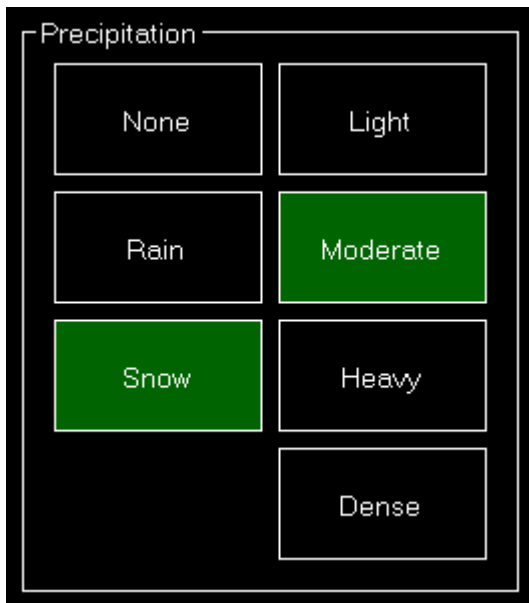 Precipitation
None
Light
Rain
Moderate
Snow
Heavy
Dense